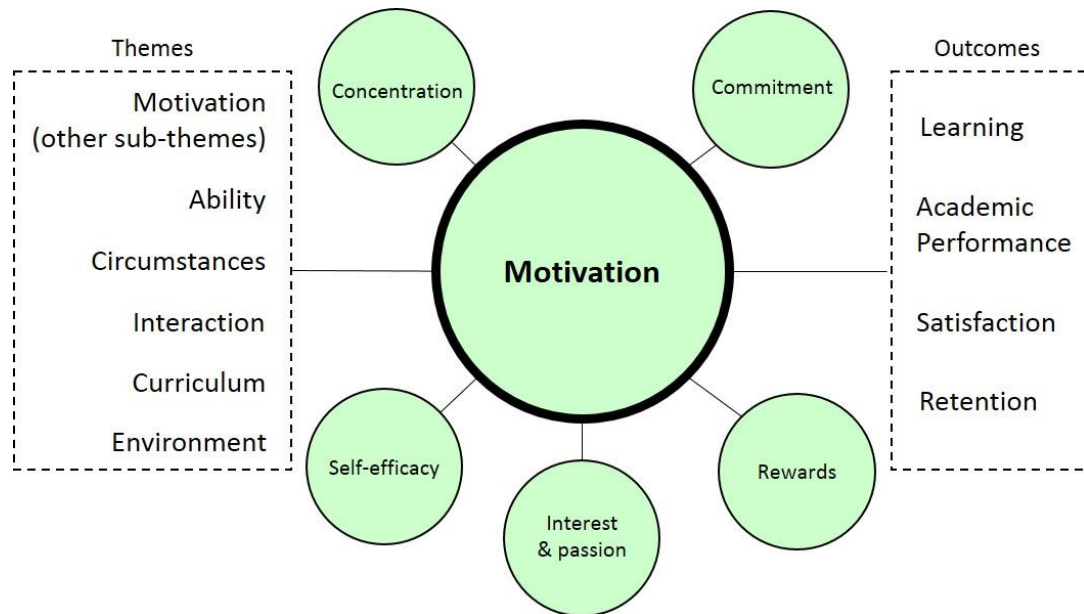 Themes
Motivation
(other sub-themes)
Ability
Circumstances
Interaction
Curriculum
Environment
Concentration
Commitment
Motivation
Self-efficacy
Interest
& passion
Rewards
Outcomes
Learning
Academic
Performance
Satisfaction
Retention